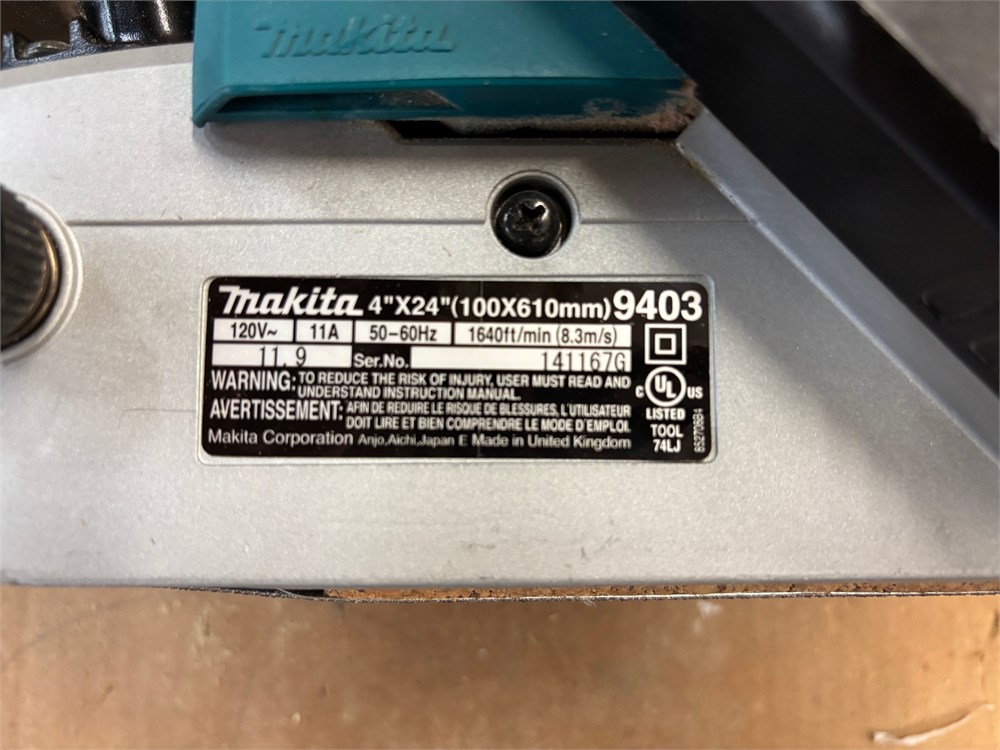 makita
makita 4"X24"(100X610mm) 9403
120V~ 11A 50-60Hz 1640ft/min (8.3m/s)
11.9 Ser.No. 141167G
WARNING: TO REDUCE THE RISK OF INJURY, USER MUST READ AND
UNDERSTAND INSTRUCTION MANUAL.
AVERTISSEMENT: AFIN DE REDUIRE LE RISQUE DE BLESSURES, L'UTILISATEUR
DOIT LIRE ET BIEN COMPRENDRE LE MODE D'EMPLOI.
Makita Corporation Anjo,Aichi,Japan E Made in United Kingdom
C UL US
LISTED
TOOL
74LJ
852706B4